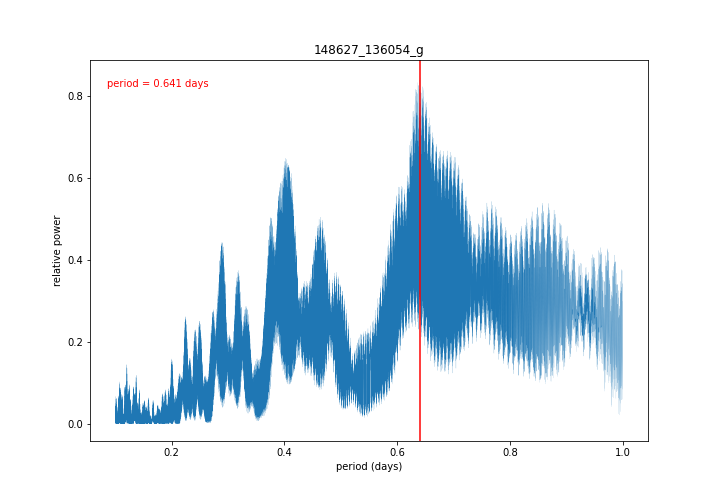 148627_136054_g
period = 0.641 days
relative power
0.8
0.6
0.4
0.2
0.0
0.2 0.4 0.6 0.8 1.0
period (days)